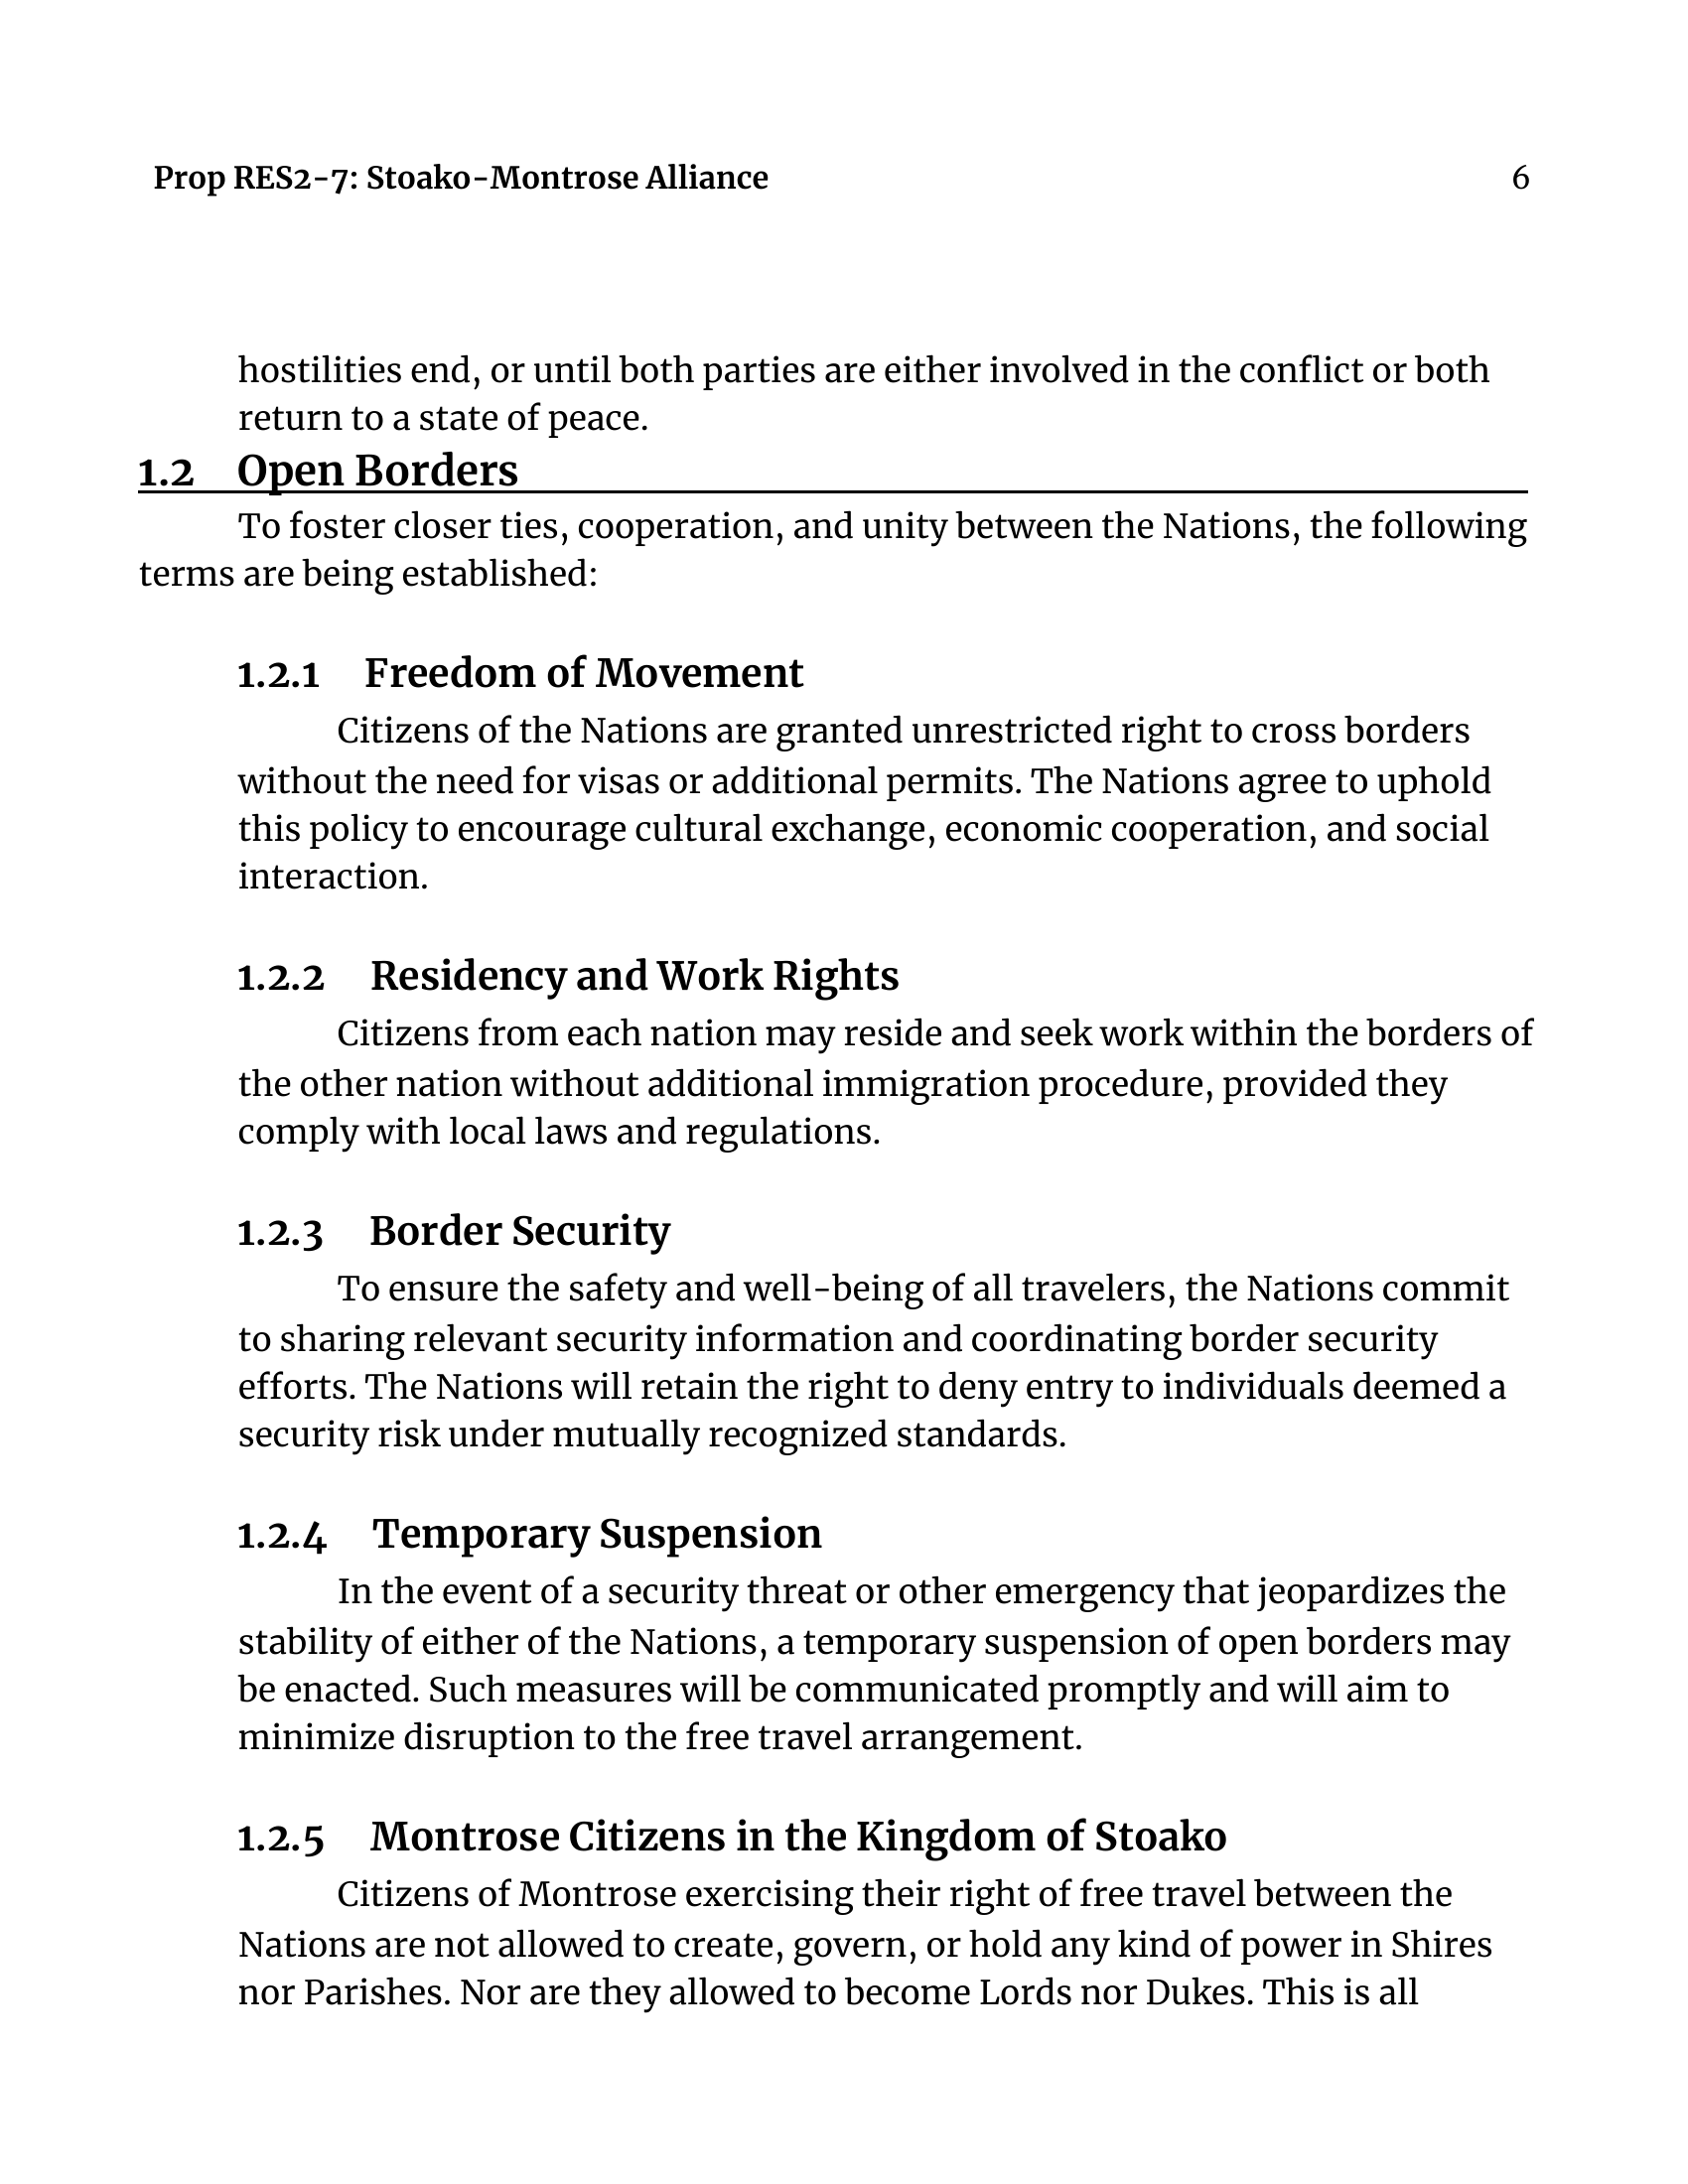 Prop RES2-7: Stoako-Montrose Alliance 6
hostilities end, or until both parties are either involved in the conflict or both
return to a state of peace.
1.2 Open Borders
To foster closer ties, cooperation, and unity between the Nations, the following
terms are being established:
1.2.1 Freedom of Movement
Citizens of the Nations are granted unrestricted right to cross borders
without the need for visas or additional permits. The Nations agree to uphold
this policy to encourage cultural exchange, economic cooperation, and social
interaction.
1.2.2 Residency and Work Rights
Citizens from each nation may reside and seek work within the borders of
the other nation without additional immigration procedure, provided they
comply with local laws and regulations.
1.2.3 Border Security
To ensure the safety and well-being of all travelers, the Nations commit
to sharing relevant security information and coordinating border security
efforts. The Nations will retain the right to deny entry to individuals deemed a
security risk under mutually recognized standards.
1.2.4 Temporary Suspension
In the event of a security threat or other emergency that jeopardizes the
stability of either of the Nations, a temporary suspension of open borders may
be enacted. Such measures will be communicated promptly and will aim to
minimize disruption to the free travel arrangement.
1.2.5 Montrose Citizens in the Kingdom of Stoako
Citizens of Montrose exercising their right of free travel between the
Nations are not allowed to create, govern, or hold any kind of power in Shires
nor Parishes. Nor are they allowed to become Lords nor Dukes. This is all